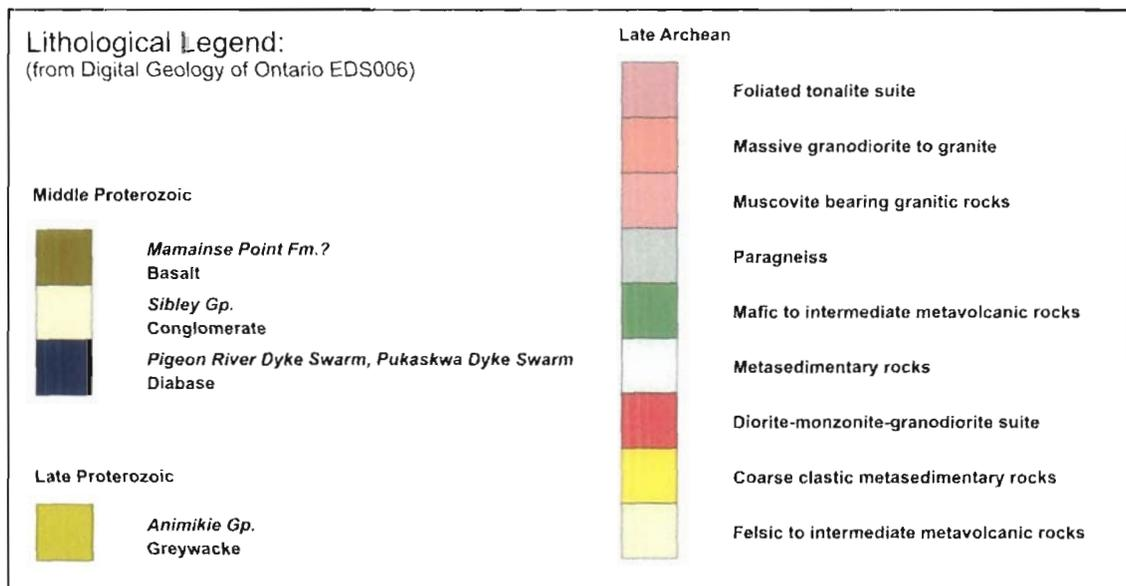 Lithological Legend:
(from Digital Geology of Ontario EDS006)
Middle Proterozoic
Mamainse Point Fm.?
Basalt
Sibley Gp.
Conglomerate
Pigeon River Dyke Swarm, Pukaskwa Dyke Swarm
Diabase
Late Proterozoic
Animikie Gp.
Greywacke
Late Archean
Foliated tonalite suite
Massive granodiorite to granite
Muscovite bearing granitic rocks
Paragneiss
Mafic to intermediate metavolcanic rocks
Metasedimentary rocks
Diorite-monzonite-granodiorite suite
Coarse clastic metasedimentary rocks
Felsic to intermediate metavolcanic rocks